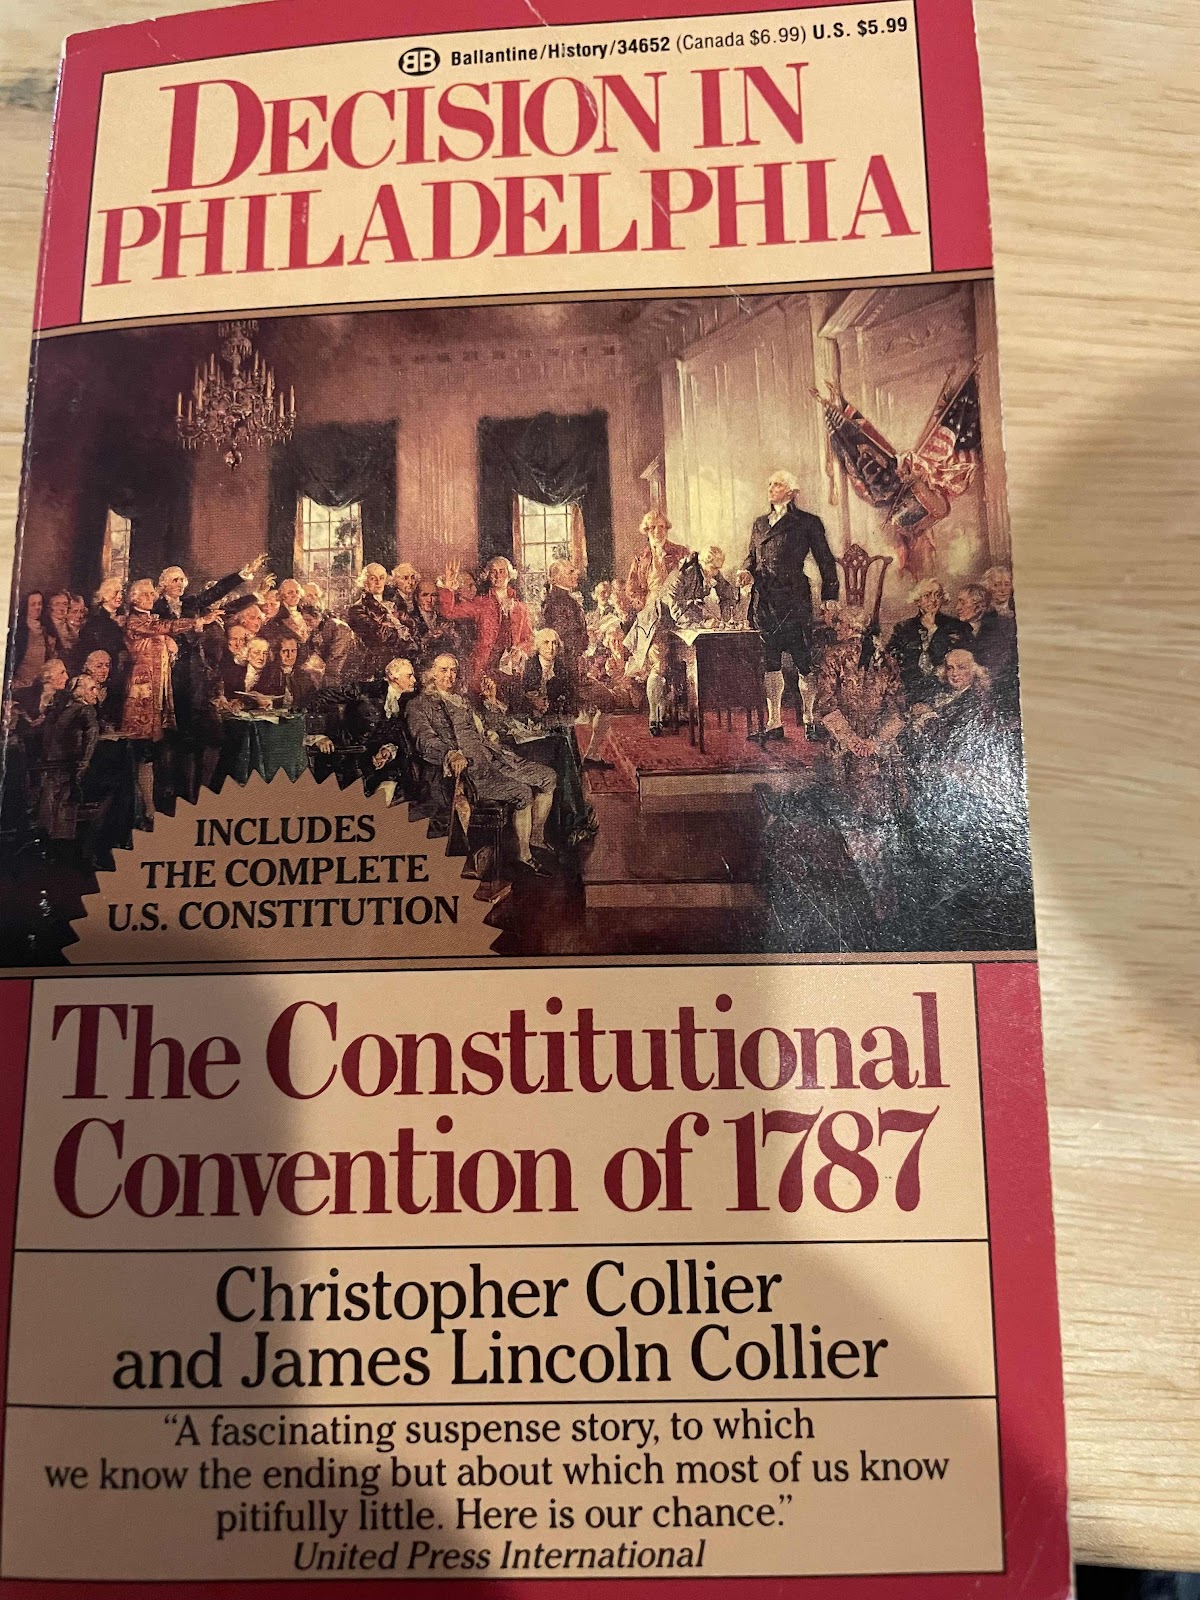 BB Ballantine/History/34652 (Canada $6.99) U.S. $5.99
DECISION IN
PHILADELPHIA
INCLUDES
THE COMPLETE
U.S. CONSTITUTION
The Constitutional
Convention of 1787
Christopher Collier
and James Lincoln Collier
“A fascinating suspense story, to which
we know the ending but about which most of us know
pitifully little. Here is our chance.”
United Press International